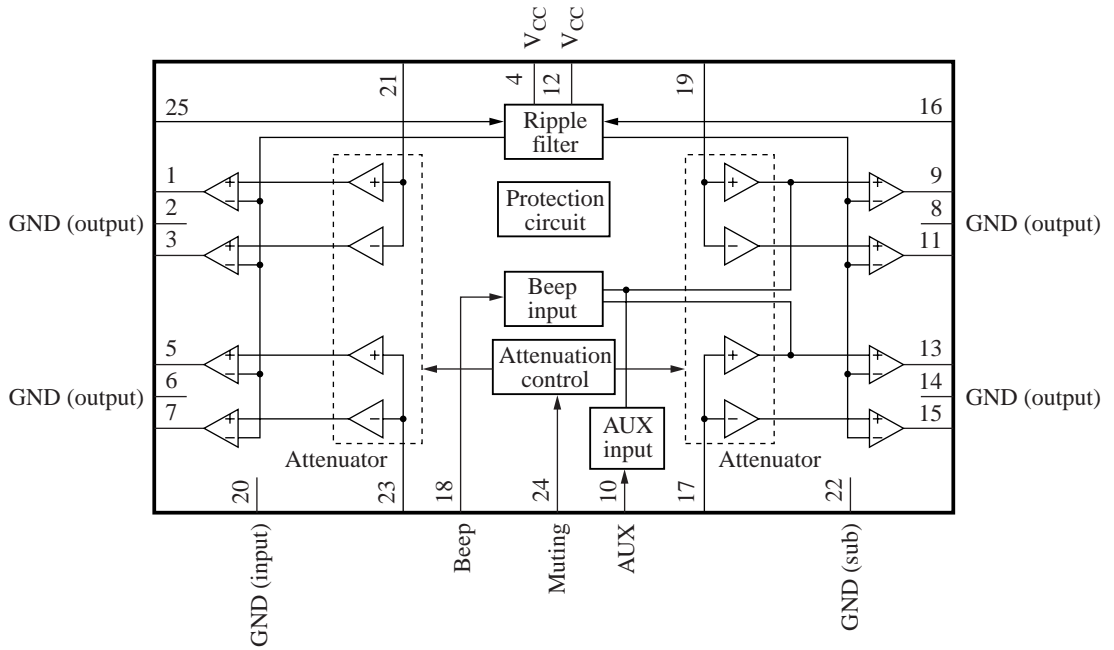 VCC
VCC
21
4
12
19
25
16
Ripple
filter
1
9
Protection
circuit
GND (output)
2
8
GND (output)
3
11
Beep
input
5
13
Attenuation
control
GND (output)
6
14
GND (output)
7
15
AUX
input
Attenuator
Attenuator
20
23
18
24
10
17
22
GND (input)
Beep
Muting
AUX
GND (sub)